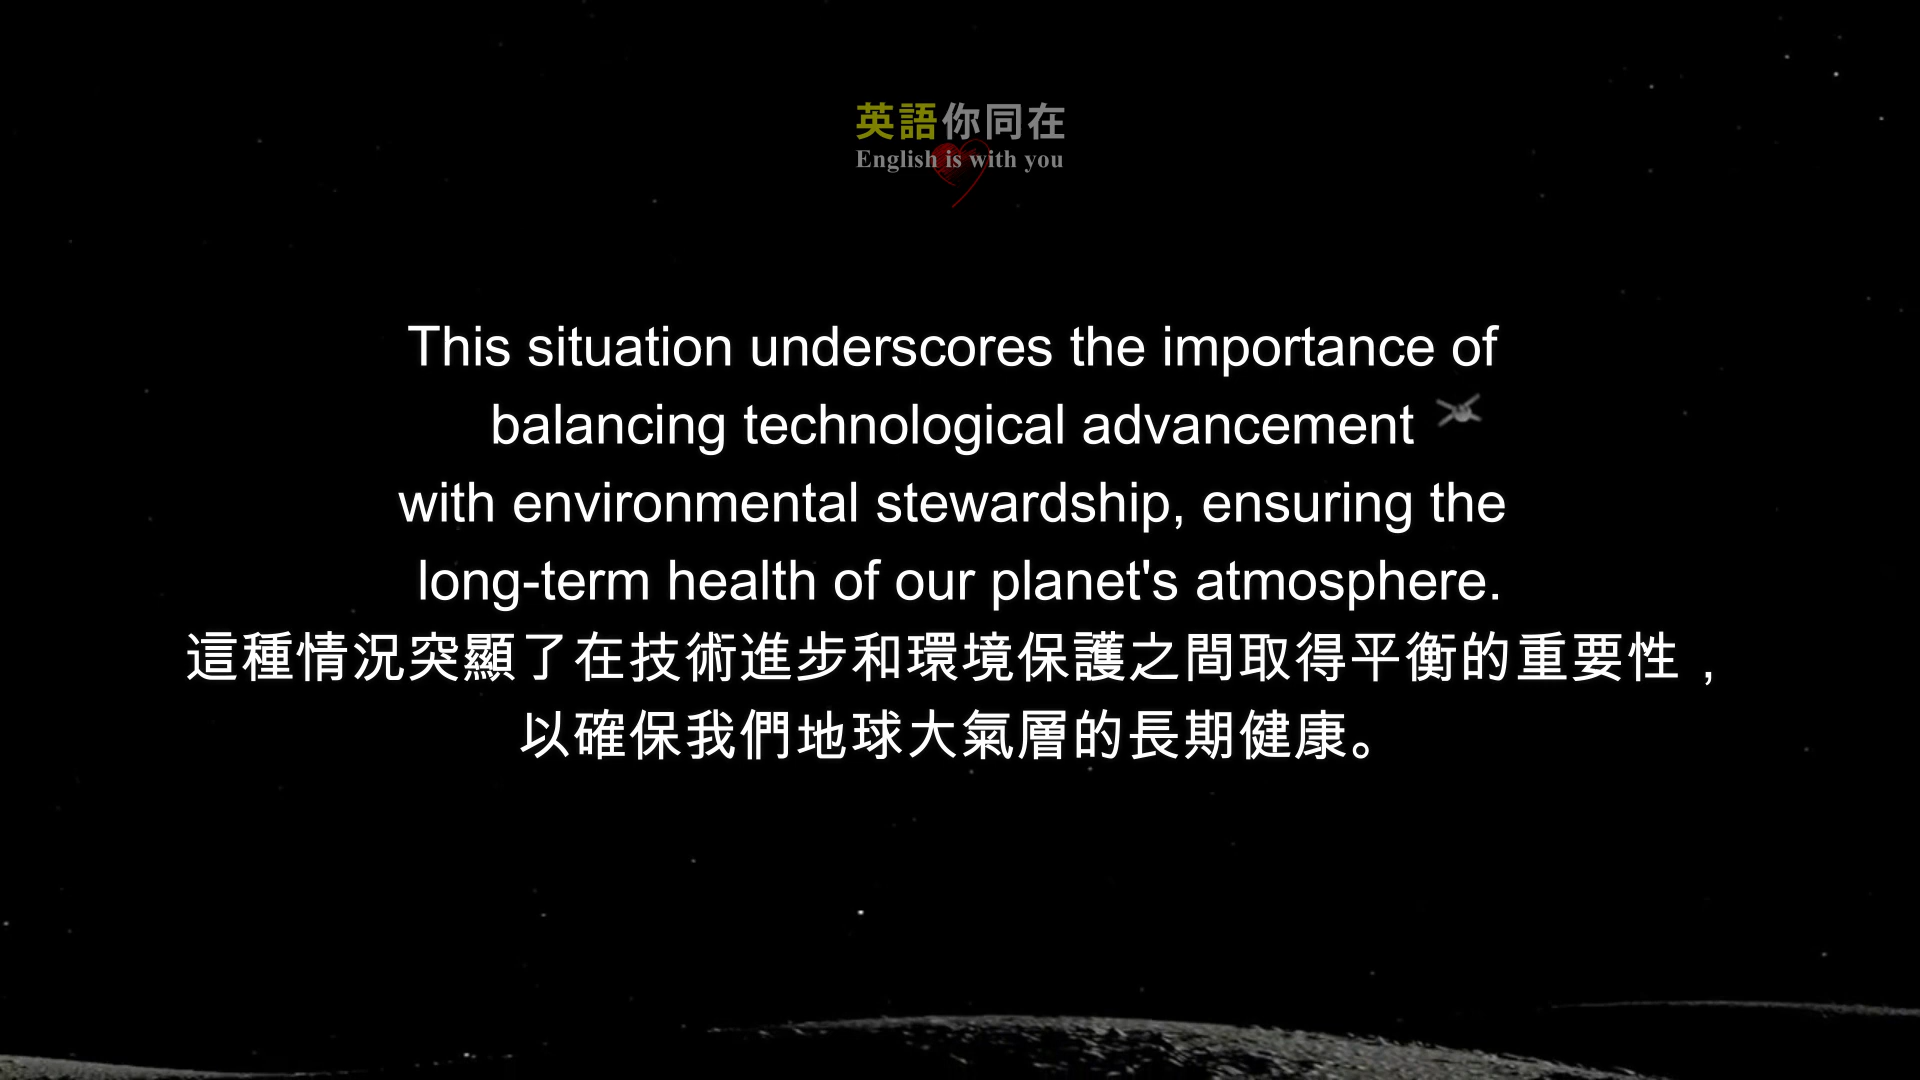 英語你同在
English is with you
This situation underscores the importance of
balancing technological advancement
with environmental stewardship, ensuring the
long-term health of our planet's atmosphere.
這種情況突顯了在技術進步和環境保護之間取得平衡的重要性，
以確保我們地球大氣層的長期健康。